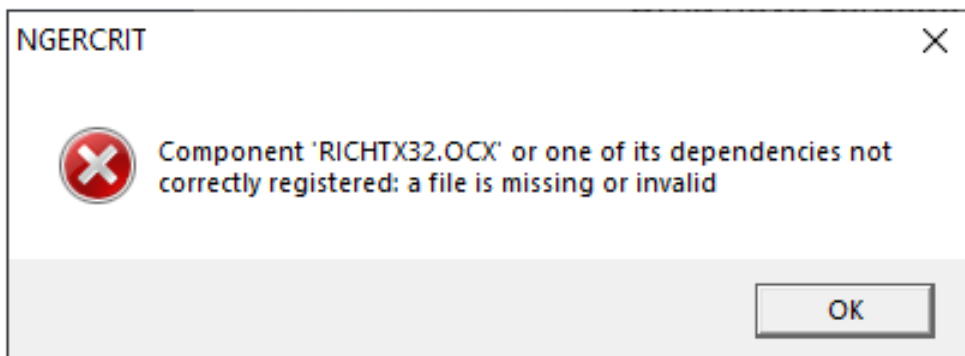 NGERCRIT
Component 'RICHTX32.OCX' or one of its dependencies not
correctly registered: a file is missing or invalid
OK